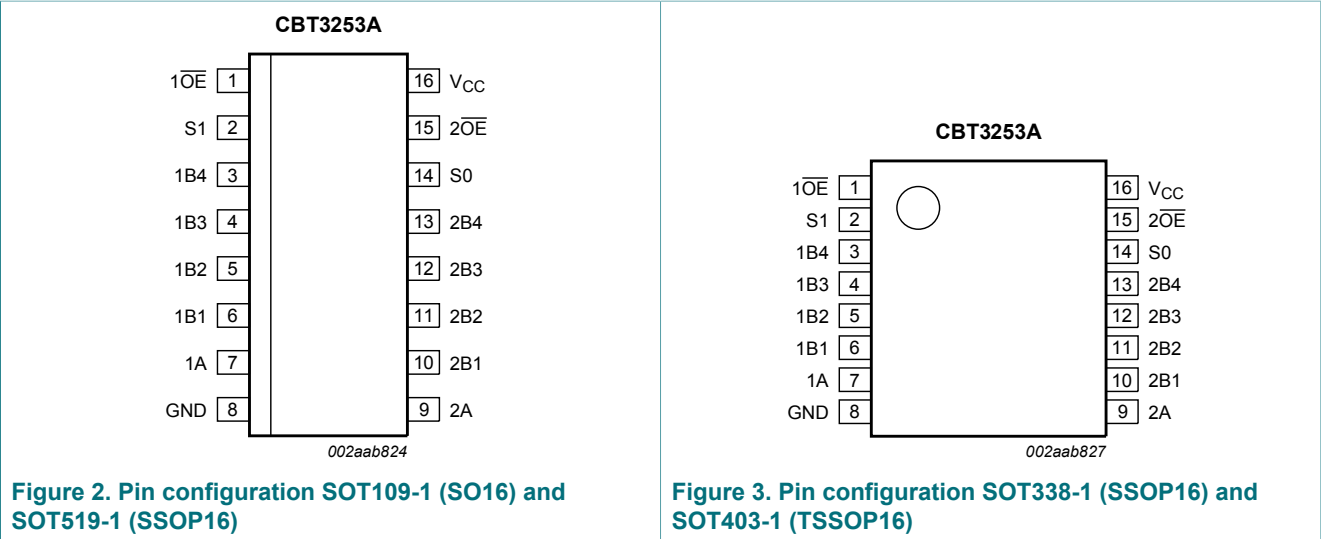 CBT3253A
1O̅E̅ 1 16 VCC
S1 2 15 2O̅E̅
1B4 3 14 S0
1B3 4 13 2B4
1B2 5 12 2B3
1B1 6 11 2B2
1A 7 10 2B1
GND 8 9 2A
002aab824
Figure 2. Pin configuration SOT109-1 (SO16) and
SOT519-1 (SSOP16)
CBT3253A
1O̅E̅ 1 16 VCC
S1 2 15 2O̅E̅
1B4 3 14 S0
1B3 4 13 2B4
1B2 5 12 2B3
1B1 6 11 2B2
1A 7 10 2B1
GND 8 9 2A
002aab827
Figure 3. Pin configuration SOT338-1 (SSOP16) and
SOT403-1 (TSSOP16)